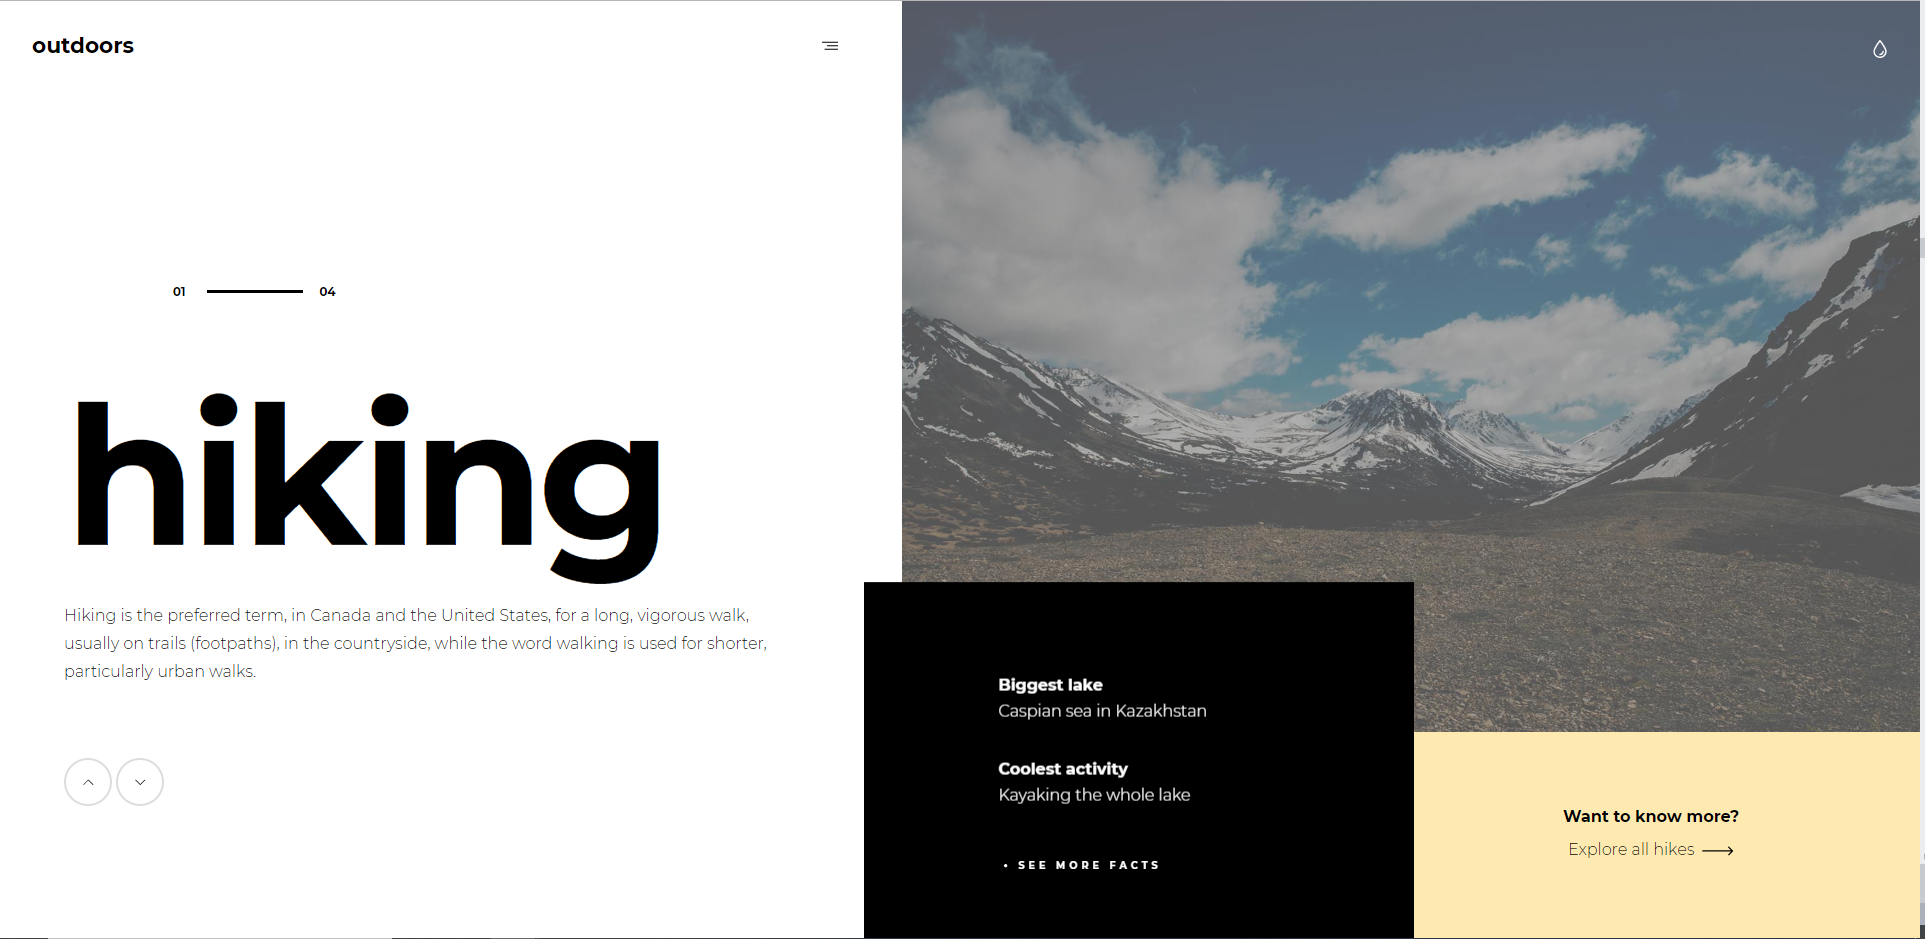 outdoors
01 04
hiking
Hiking is the preferred term, in Canada and the United States, for a long, vigorous walk,
usually on trails (footpaths), in the countryside, while the word walking is used for shorter,
particularly urban walks.
Biggest lake
Caspian sea in Kazakhstan
Coolest activity
Kayaking the whole lake
• SEE MORE FACTS
Want to know more?
Explore all hikes